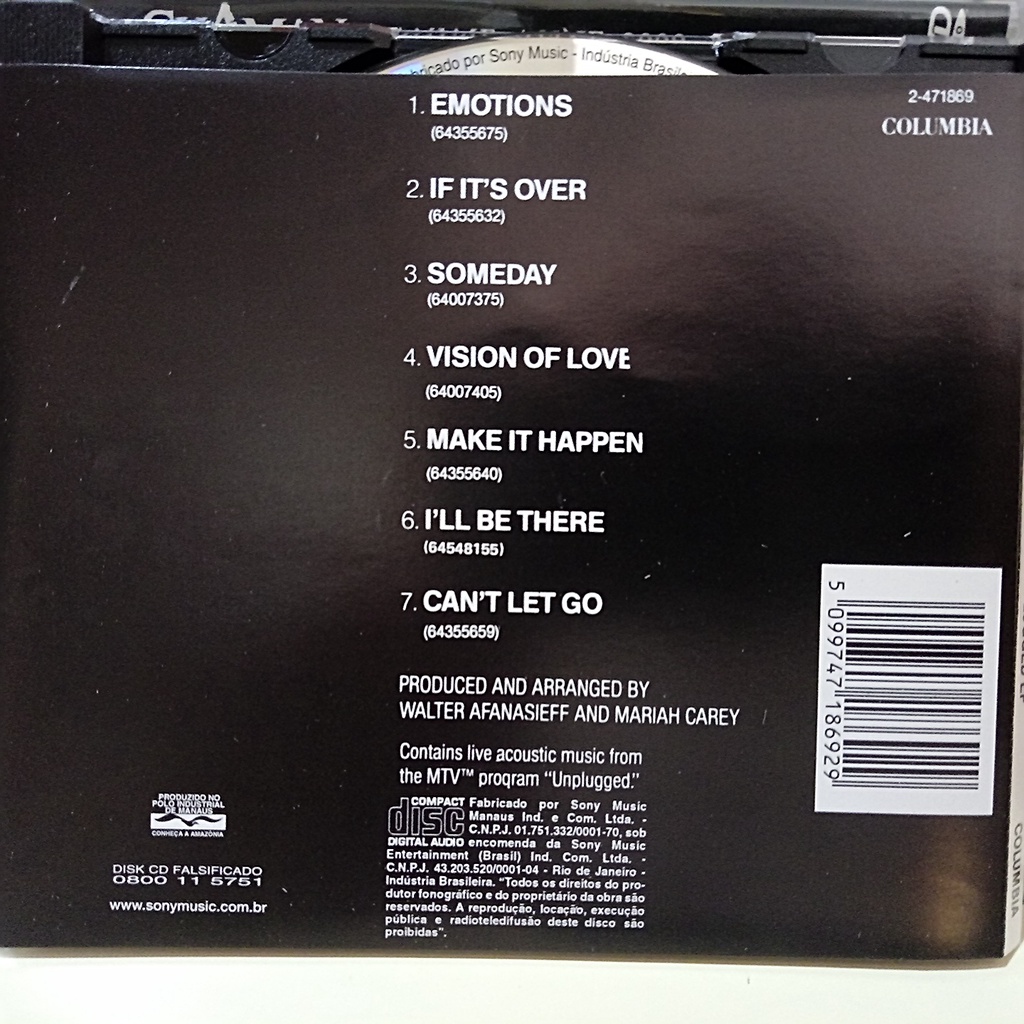 bricado por Sony Music - Indústria Brasile
2-471869
COLUMBIA
1. EMOTIONS
(64355675)
2. IF IT'S OVER
(64355632)
3. SOMEDAY
(64007375)
4. VISION OF LOVE
(64007405)
5. MAKE IT HAPPEN
(64355640)
6. I'LL BE THERE
(64548155)
7. CAN'T LET GO
(64355659)
PRODUCED AND ARRANGED BY
WALTER AFANASIEFF AND MARIAH CAREY
Contains live acoustic music from
the MTV™ program "Unplugged."
COMPACT
disc
DIGITAL AUDIO
Fabricado por Sony Music
Manaus Ind. e Com. Ltda. -
C.N.P.J. 01.751.332/0001-70, sob
encomenda da Sony Music
Entertainment (Brasil) Ind. Com. Ltda. -
C.N.P.J. 43.203.520/0001-04 - Rio de Janeiro -
Indústria Brasileira. "Todos os direitos do pro-
dutor fonográfico e do proprietário da obra são
reservados. A reprodução, locação, execução
pública e radioteledifusão deste disco são
proibidas".
PRODUZIDO NO
PÓLO INDUSTRIAL
DE MANAUS
CONHEÇA A AMAZÔNIA
DISK CD FALSIFICADO
0800 11 5751
www.sonymusic.com.br
5 099747 186929
COLUMBIA